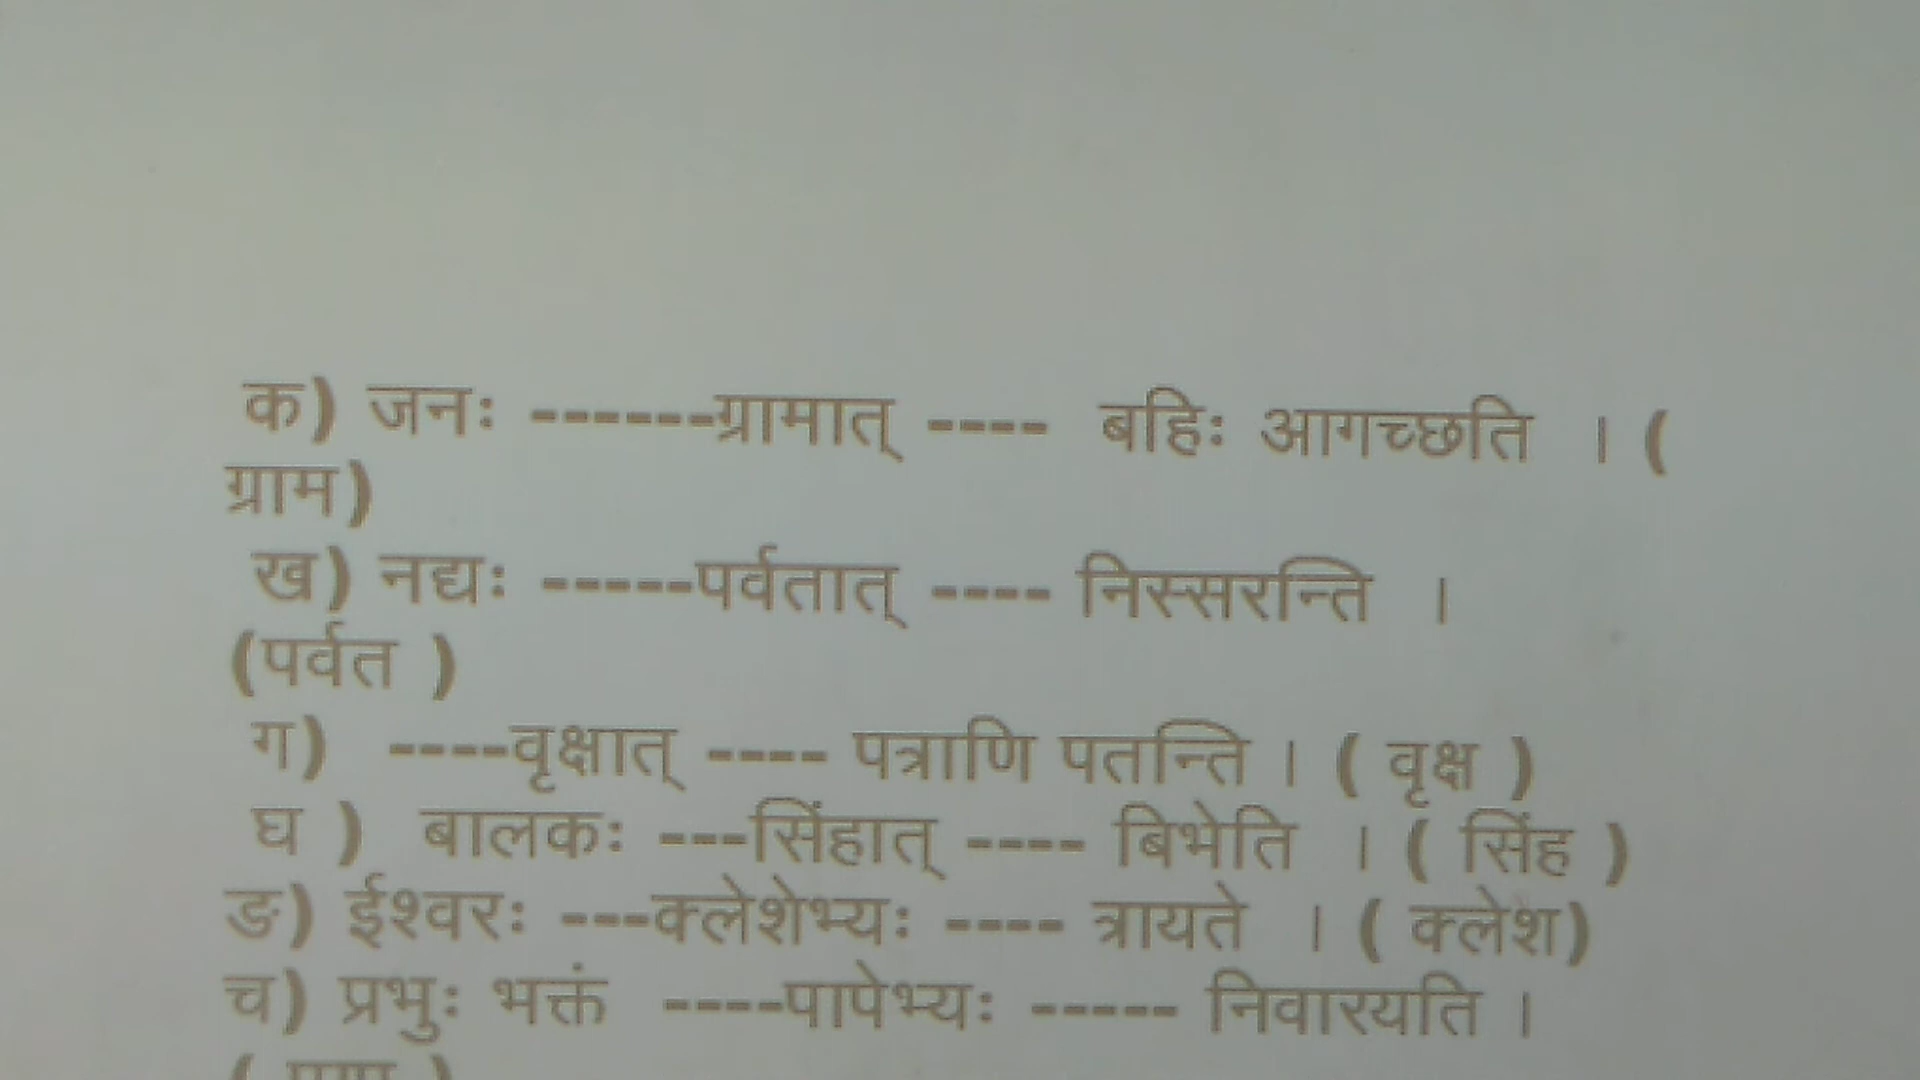 क) जनः ------ग्रामात् ---- बहिः आगच्छति । (
ग्राम)
ख) नद्यः -----पर्वतात् ---- निस्सरन्ति ।
(पर्वत )
ग) ----वृक्षात् ---- पत्राणि पतन्ति । ( वृक्ष )
घ ) बालकः ---सिंहात् ---- बिभेति । ( सिंह )
ङ) ईश्वरः ---क्लेशेभ्यः ---- त्रायते । ( क्लेश)
च) प्रभुः भक्तं ----पापेभ्यः ----- निवारयति ।